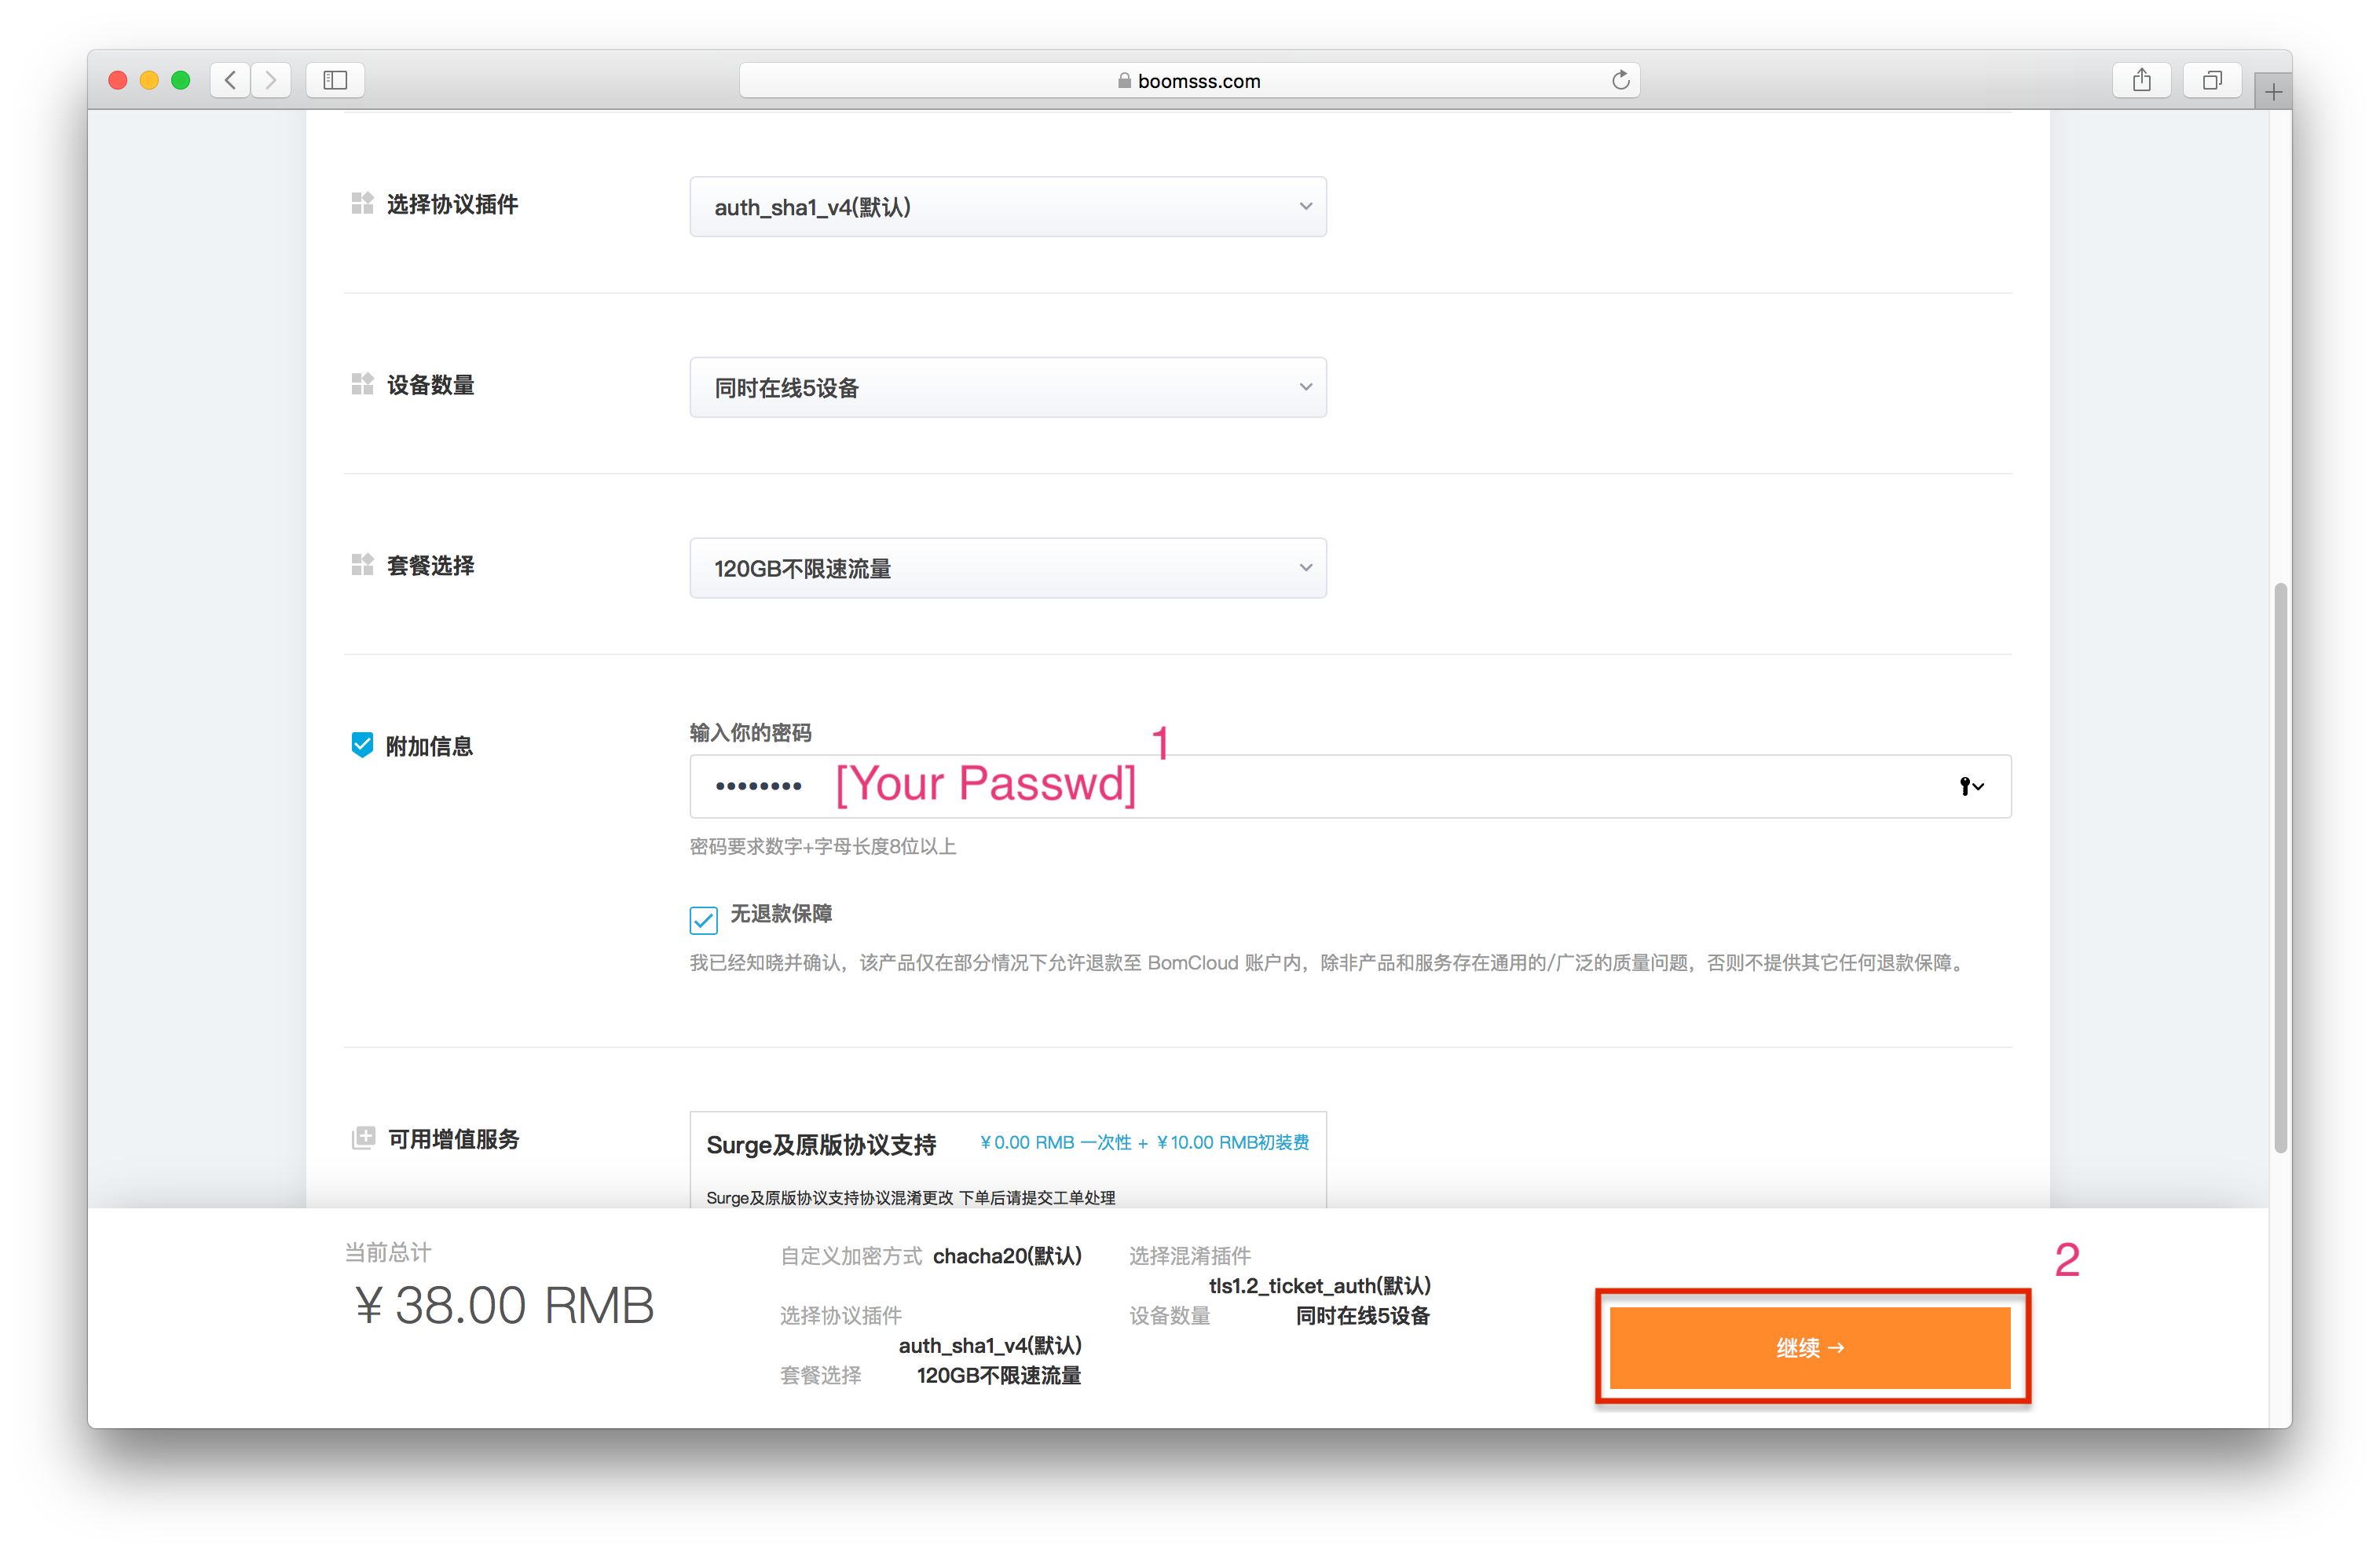 boomsss.com
选择协议插件
auth_sha1_v4(默认)
设备数量
同时在线5设备
套餐选择
120GB不限速流量
附加信息
输入你的密码
1
•••••••• [Your Passwd]
密码要求数字+字母长度8位以上
无退款保障
我已经知晓并确认，该产品仅在部分情况下允许退款至 BomCloud 账户内，除非产品和服务存在通用的/广泛的质量问题，否则不提供其它任何退款保障。
可用增值服务
Surge及原版协议支持 ￥0.00 RMB 一次性 + ￥10.00 RMB初装费
Surge及原版协议支持协议混淆更改 下单后请提交工单处理
当前总计
￥38.00 RMB
自定义加密方式 chacha20(默认)
选择混淆插件
tls1.2_ticket_auth(默认)
选择协议插件
auth_sha1_v4(默认)
设备数量 同时在线5设备
套餐选择 120GB不限速流量
2
继续 →